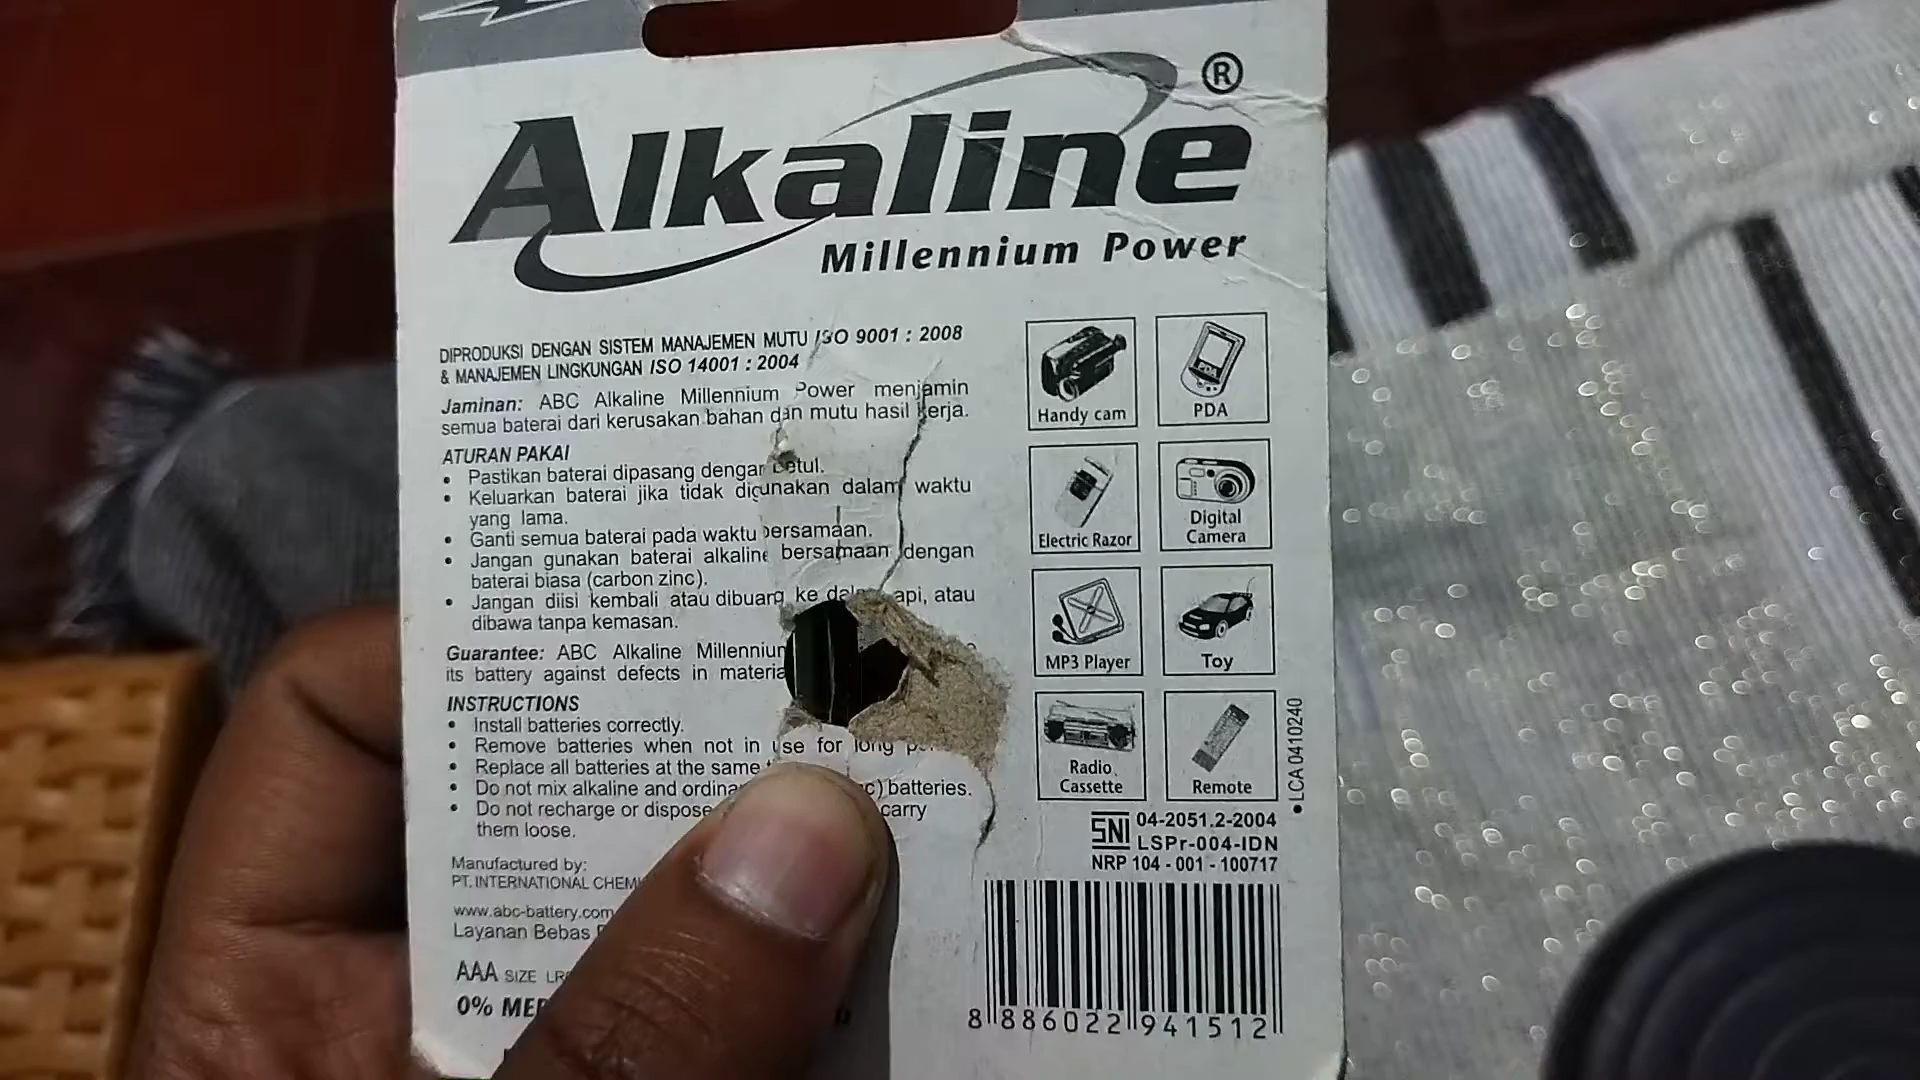 Alkaline®
Millennium Power
DIPRODUKSI DENGAN SISTEM MANAJEMEN MUTU ISO 9001 : 2008
& MANAJEMEN LINGKUNGAN ISO 14001 : 2004
Jaminan: ABC Alkaline Millennium Power menjamin
semua baterai dari kerusakan bahan dan mutu hasil kerja.
ATURAN PAKAI
• Pastikan baterai dipasang dengan betul.
• Keluarkan baterai jika tidak digunakan dalam waktu
yang lama.
• Ganti semua baterai pada waktu bersamaan.
• Jangan gunakan baterai alkaline bersamaan dengan
baterai biasa (carbon zinc).
• Jangan diisi kembali atau dibuang ke dalam api, atau
dibawa tanpa kemasan.
Guarantee: ABC Alkaline Millennium
its battery against defects in
INSTRUCTIONS
• Install batteries correctly.
• Remove batteries when not in use for long
• Replace all batteries at the same
• Do not mix alkaline and batteries.
• Do not recharge or dispose carry
them loose.
Manufactured by:
PT. INTERNATIONAL
www.abc-battery.com
Layanan Bebas
AAA SIZE
0%
Handy cam
PDA
Electric Razor
Digital
Camera
MP3 Player
Toy
Radio
Cassette
Remote
•LCA 0410240
SNI 04-2051.2-2004
LSPr-004-IDN
NRP 104 - 001 - 100717
8 886022 941512